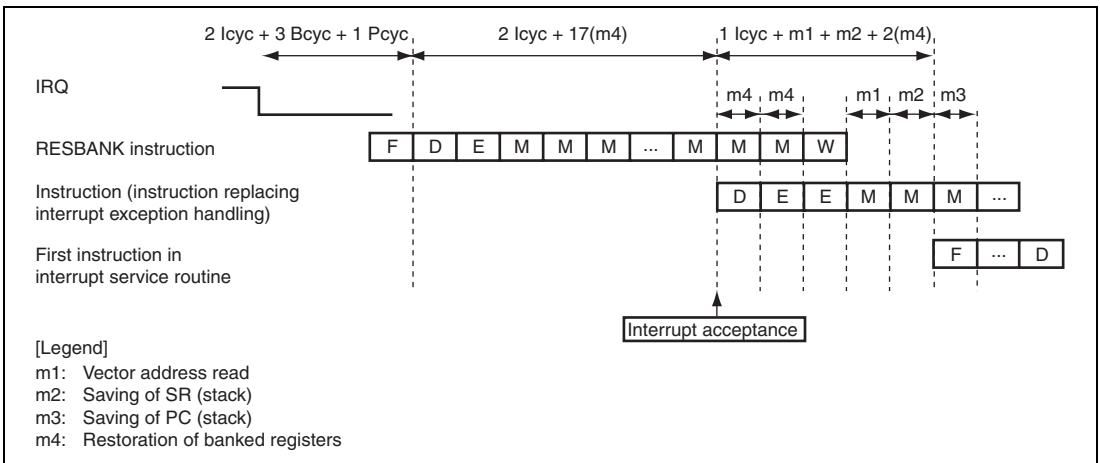 2 Icyc + 3 Bcyc + 1 Pcyc 2 Icyc + 17(m4) 1 Icyc + m1 + m2 + 2(m4)
IRQ
m4 m4 m1 m2 m3
RESBANK instruction F D E M M M ... M M M W
Instruction (instruction replacing
interrupt exception handling) D E E M M M ...
First instruction in
interrupt service routine F ... D
Interrupt acceptance
[Legend]
m1: Vector address read
m2: Saving of SR (stack)
m3: Saving of PC (stack)
m4: Restoration of banked registers